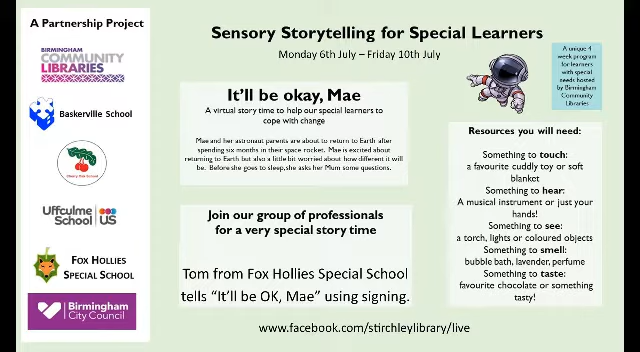 A Partnership Project
BIRMINGHAM
COMMUNITY
LIBRARIES
Baskerville School
Cherry Oak School
Uffculme
School
US
FOX HOLLIES
SPECIAL SCHOOL
Birmingham
City Council
Sensory Storytelling for Special Learners
Monday 6th July – Friday 10th July
A unique 4
week program
for learners
with special
needs hosted
by Birmingham
Community
Libraries
It'll be okay, Mae
A virtual story time to help our special learners to
cope with change
Mae and her astronaut parents are about to return to Earth after
spending six months in their space rocket. Mae is excited about
returning to Earth but also a little bit worried about how different it will
be. Before she goes to sleep,she asks her Mum some questions.
Join our group of professionals
for a very special story time
Tom from Fox Hollies Special School
tells "It'll be OK, Mae" using signing.
Resources you will need:
Something to touch:
a favourite cuddly toy or soft
blanket
Something to hear:
A musical instrument or just your
hands!
Something to see:
a torch, lights or coloured objects
Something to smell:
bubble bath, lavender, perfume
Something to taste:
favourite chocolate or something
tasty!
www.facebook.com/stirchleylibrary/live